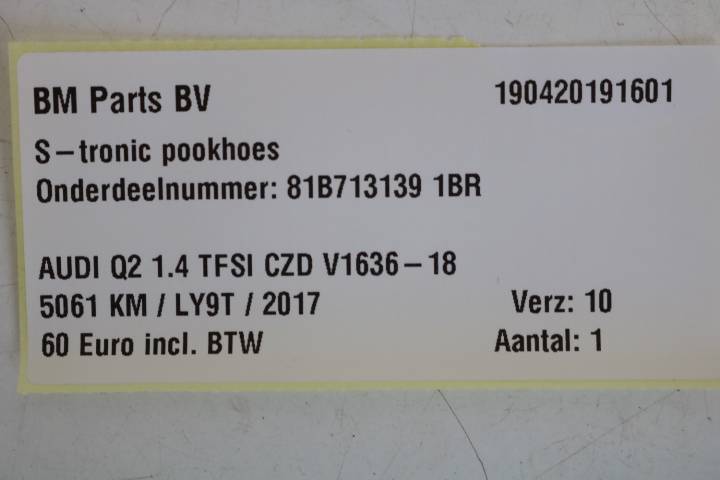 BM Parts BV 190420191601
S-tronic pookhoes
Onderdeelnummer: 81B713139 1BR
AUDI Q2 1.4 TFSI CZD V1636-18
5061 KM / LY9T / 2017 Verz: 10
60 Euro incl. BTW Aantal: 1